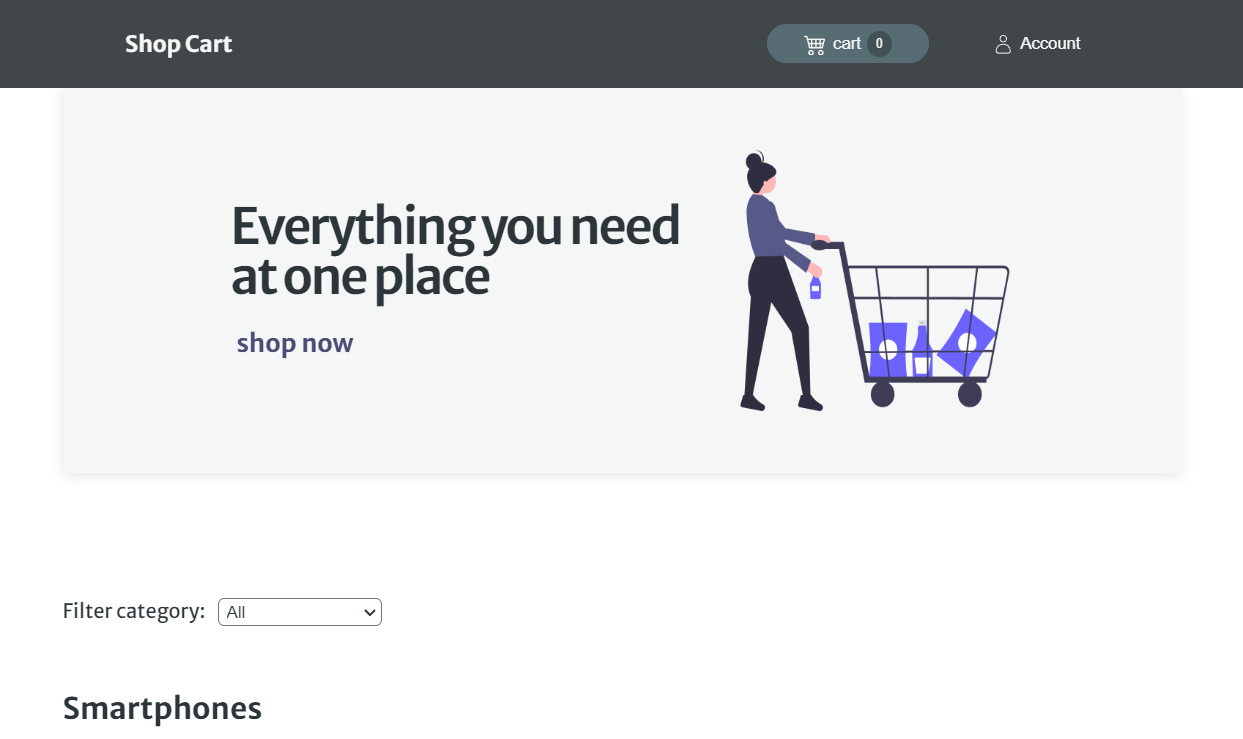 Shop Cart
cart 0
Account
Everything you need
at one place
shop now
Filter category: All
Smartphones